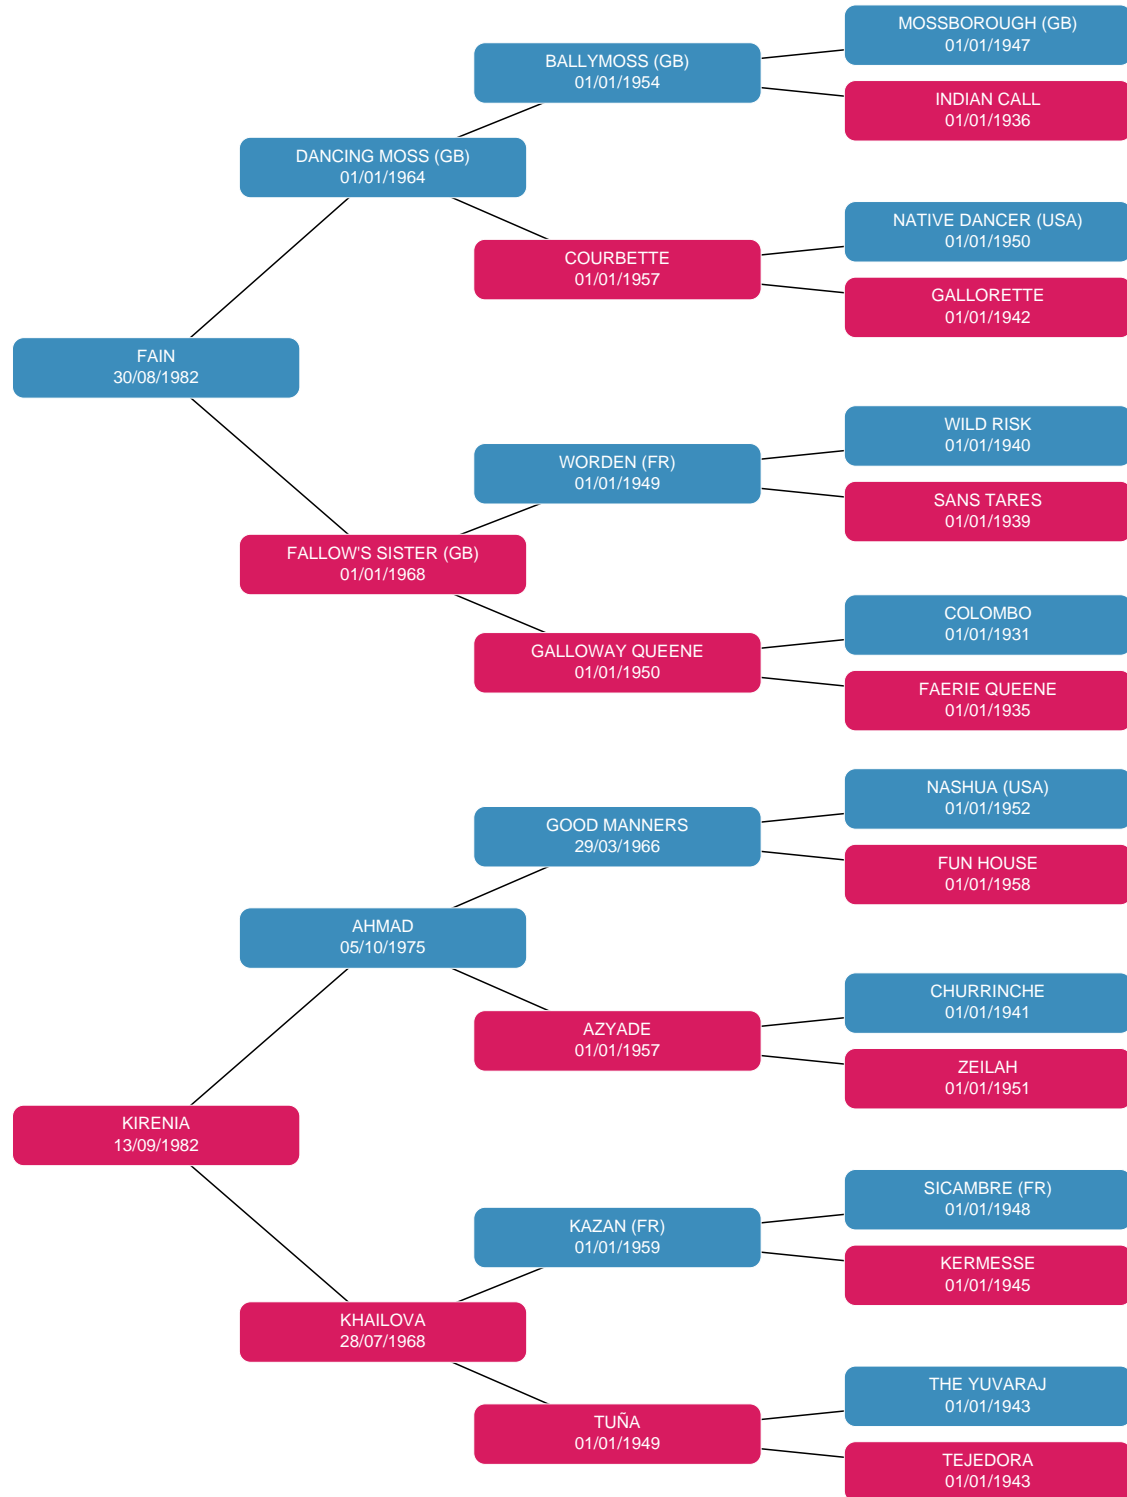 MOSSBOROUGH (GB)
01/01/1947
BALLYMOSS (GB)
01/01/1954
INDIAN CALL
01/01/1936
DANCING MOSS (GB)
01/01/1964
NATIVE DANCER (USA)
01/01/1950
COURBETTE
01/01/1957
GALLORETTE
01/01/1942
FAIN
30/08/1982
WILD RISK
01/01/1940
WORDEN (FR)
01/01/1949
SANS TARES
01/01/1939
FALLOW'S SISTER (GB)
01/01/1968
COLOMBO
01/01/1931
GALLOWAY QUEENE
01/01/1950
FAERIE QUEENE
01/01/1935
NASHUA (USA)
01/01/1952
GOOD MANNERS
29/03/1966
FUN HOUSE
01/01/1958
AHMAD
05/10/1975
CHURRINCHE
01/01/1941
AZYADE
01/01/1957
ZEILAH
01/01/1951
KIRENIA
13/09/1982
SICAMBRE (FR)
01/01/1948
KAZAN (FR)
01/01/1959
KERMESSE
01/01/1945
KHAILOVA
28/07/1968
THE YUVARAJ
01/01/1943
TUÑA
01/01/1949
TEJEDORA
01/01/1943